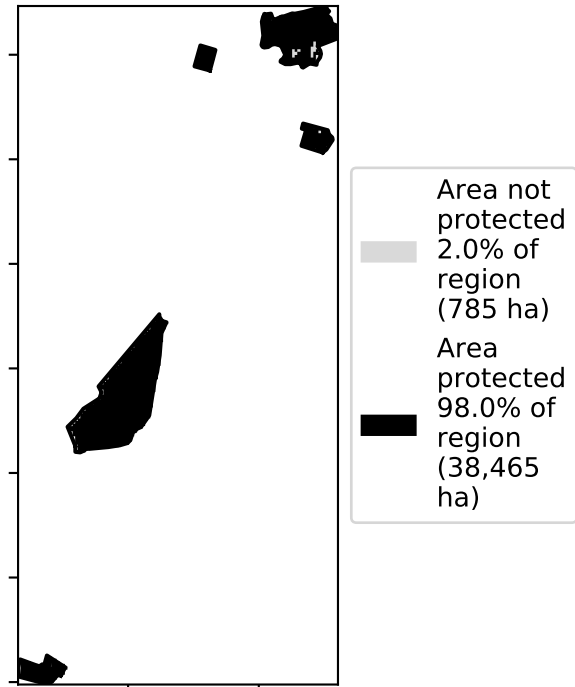 Area not
protected
2.0% of
region
(785 ha)
Area
protected
98.0% of
region
(38,465
ha)